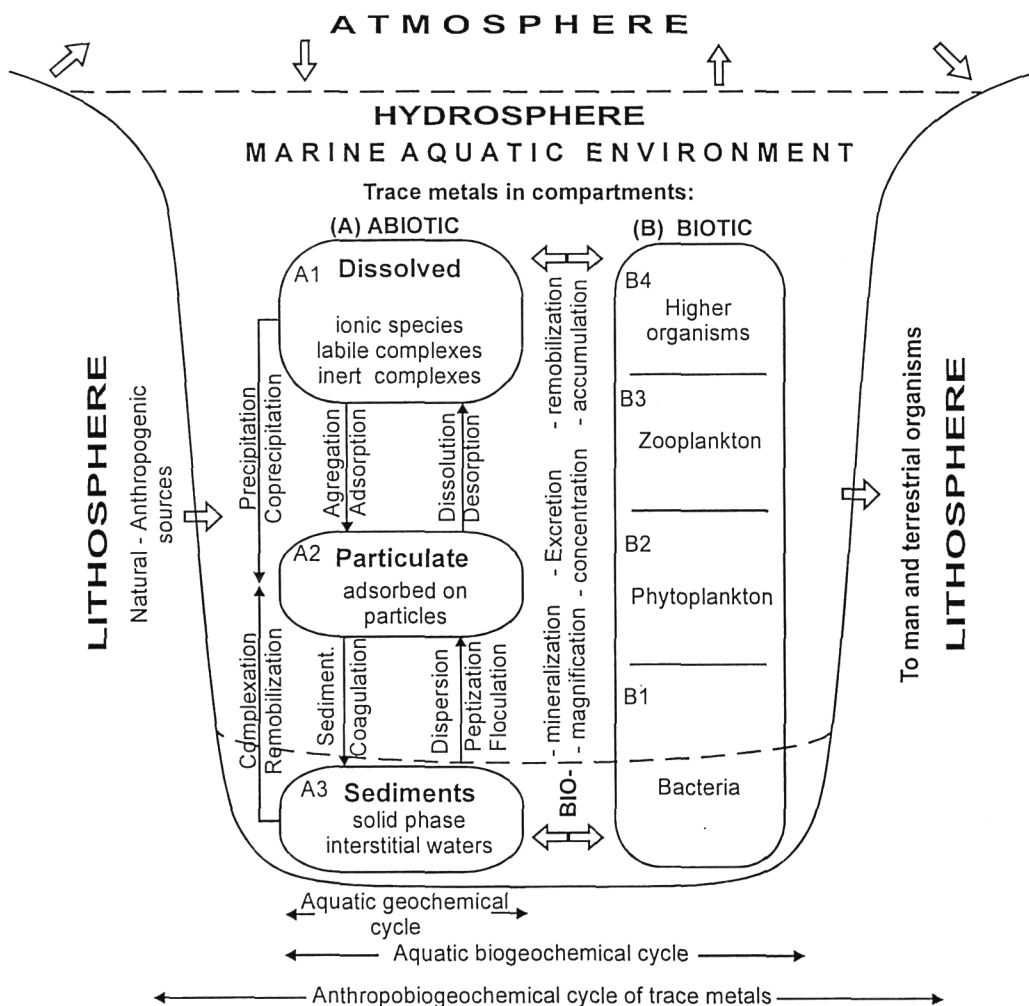 ATMOSPHERE
HYDROSPHERE
MARINE AQUATIC ENVIRONMENT
Trace metals in compartments:
(A) ABIOTIC
(B) BIOTIC
A1 Dissolved
ionic species
labile complexes
inert complexes
Precipitation
Coprecipitation
Agregation
Adsorption
Dissolution
Desorption
A2 Particulate
adsorbed on
particles
Complexation
Remobilization
Sediment.
Coagulation
Dispersion
Peptization
Floculation
A3 Sediments
solid phase
interstitial waters
BIO-
- mineralization - Excretion - remobilization
- magnification - concentration - accumulation
B4
Higher
organisms
B3
Zooplankton
B2
Phytoplankton
B1
Bacteria
LITHOSPHERE
Natural - Anthropogenic
sources
To man and terrestrial organisms
LITHOSPHERE
Aquatic geochemical
cycle
Aquatic biogeochemical cycle
Anthropobiogeochemical cycle of trace metals